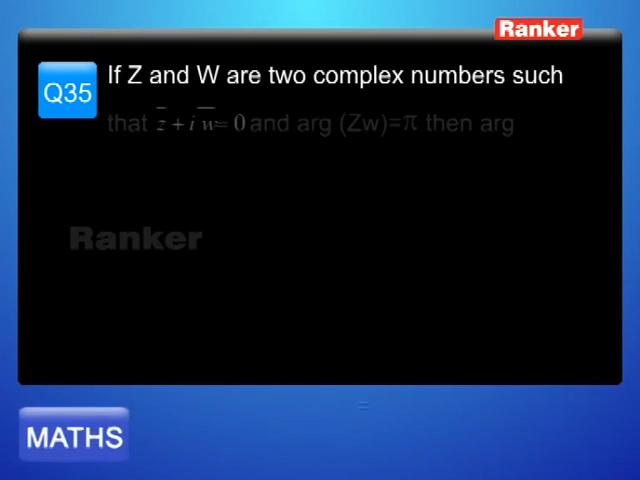 Ranker
Q35
If Z and W are two complex numbers such
that z̅ + i w̅ = 0 and arg (Zw)=π then arg
Ranker
MATHS